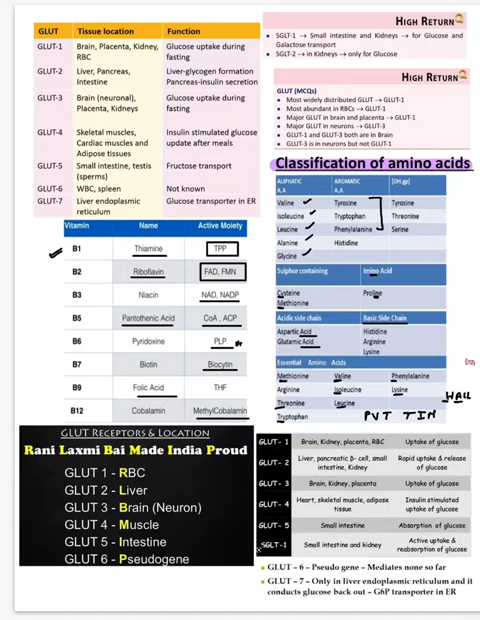 GLUT Tissue location Function
GLUT-1 Brain, Placenta, Kidney, RBC Glucose uptake during fasting
GLUT-2 Liver, Pancreas, Intestine Liver-glycogen formation Pancreas-insulin secretion
GLUT-3 Brain (neuronal), Placenta, Kidneys Glucose uptake during fasting
GLUT-4 Skeletal muscles, Cardiac muscles and Adipose tissues Insulin stimulated glucose update after meals
GLUT-5 Small intestine, testis (sperms) Fructose transport
GLUT-6 WBC, spleen Not known
GLUT-7 Liver endoplasmic reticulum Glucose transporter in ER
HIGH RETURN
SGLT-1 → Small intestine and Kidneys → for Glucose and Galactose transport
SGLT-2 → in Kidneys → only for Glucose
HIGH RETURN
GLUT (MCQs)
• Most widely distributed GLUT → GLUT-1
• Most abundant in RBCs → GLUT-1
• Major GLUT in brain and placenta → GLUT-1
• Major GLUT in neurons → GLUT-3
• GLUT-1 and GLUT-3 both are in Brain
• GLUT-3 is in neurons but not GLUT-1
Classification of amino acids
ALIPHATIC A,A AROMATIC A,A [OH gp]
Valine Tyrosine Tyrosine
Isoleucine Tryptophan Threonine
Leucine Phenylalanine Serine
Alanine Histidine
Glycine
Sulphur containing Imino Acid
Cysteine Proline
Methionine
Acidic side chain Basic Side chain
Aspartic Acid Histidine
Glutamic Acid Arginine
Lysine
Essential Amino Acids
Methionine Valine Phenylalanine
Arginine Isoleucine Lysine
Threonine Leucine
Tryptophan
PVT TIM
HALL
Enzy
Vitamin Name Active Moiety
B1 Thiamine TPP
B2 Riboflavin FAD, FMN
B3 Niacin NAD, NADP
B5 Pantothenic Acid CoA , ACP
B6 Pyridoxine PLP
B7 Biotin Biocytin
B9 Folic Acid THF
B12 Cobalamin MethylCobalamin
GLUT RECEPTORS & LOCATION
Rani Laxmi Bai Made India Proud
GLUT 1 - RBC
GLUT 2 - Liver
GLUT 3 - Brain (Neuron)
GLUT 4 - Muscle
GLUT 5 - Intestine
GLUT 6 - Pseudogene
GLUT- 1 Brain, Kidney, placenta, RBC Uptake of glucose
GLUT- 2 Liver, pancreatic β- cell, small intestine, Kidney Rapid uptake & release of glucose
GLUT- 3 Brain, Kidney, placenta Uptake of glucose
GLUT- 4 Heart, skeletal muscle, adipose tissue Insulin stimulated uptake of glucose
GLUT- 5 Small intestine Absorption of glucose
SGLT-1 Small intestine and kidney Active uptake & reabsorption of glucose
GLUT – 6 – Pseudo gene – Mediates none so far
GLUT – 7 – Only in liver endoplasmic reticulum and it
conducts glucose back out – G6P transporter in ER